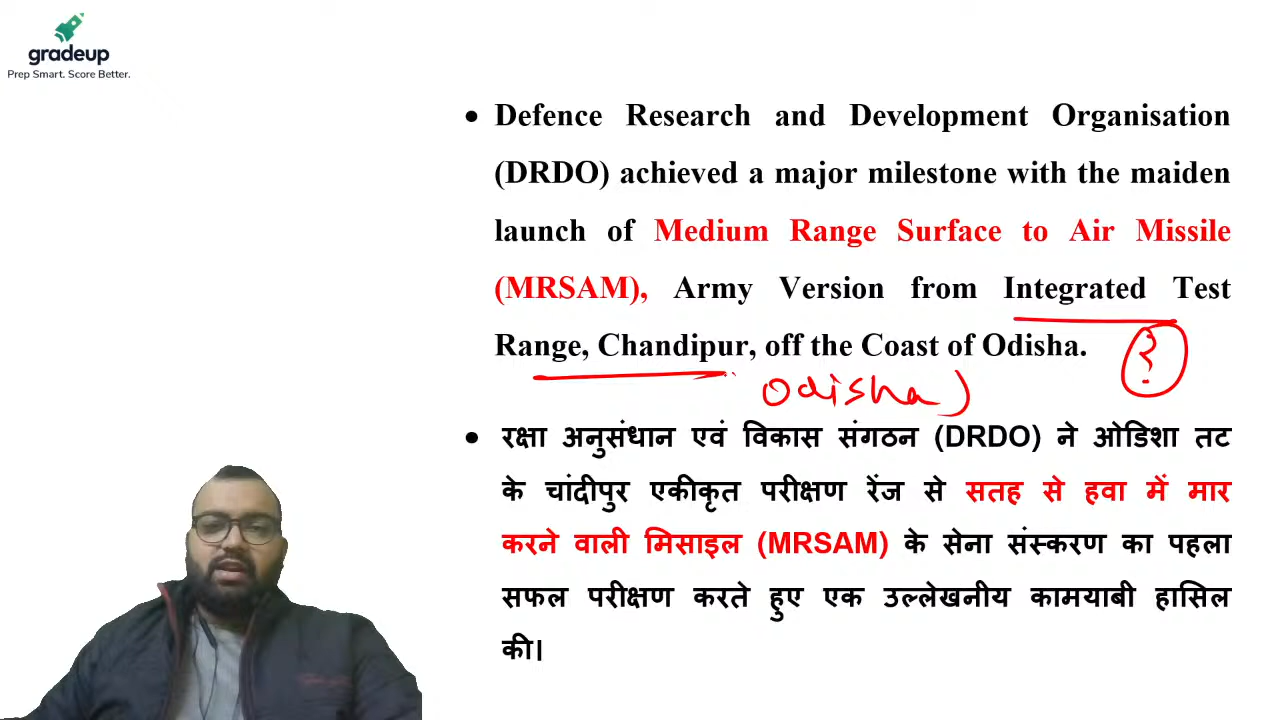 gradeup
Prep Smart. Score Better.
• Defence Research and Development Organisation
(DRDO) achieved a major milestone with the maiden
launch of Medium Range Surface to Air Missile
(MRSAM), Army Version from Integrated Test
Range, Chandipur, off the Coast of Odisha.
Odisha)
• रक्षा अनुसंधान एवं विकास संगठन (DRDO) ने ओडिशा तट
के चांदीपुर एकीकृत परीक्षण रेंज से सतह से हवा में मार
करने वाली मिसाइल (MRSAM) के सेना संस्करण का पहला
सफल परीक्षण करते हुए एक उल्लेखनीय कामयाबी हासिल
की।